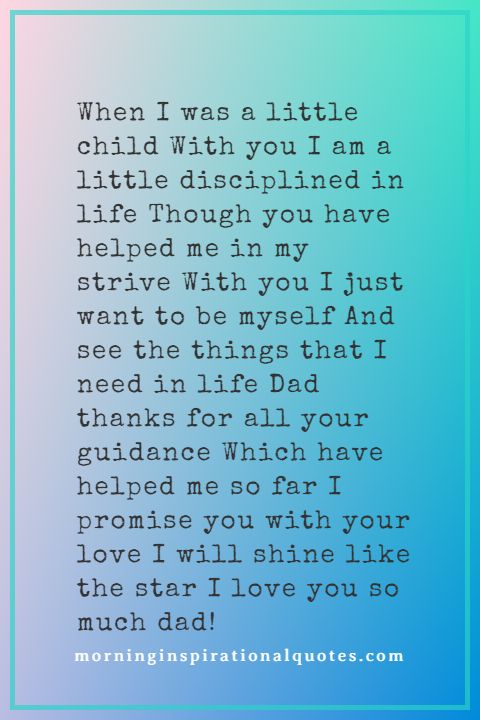 When I was a little
child With you I am a
little disciplined in
life Though you have
helped me in my
strive With you I just
want to be myself And
see the things that I
need in life Dad
thanks for all your
guidance Which have
helped me so far I
promise you with your
love I will shine like
the star I love you so
much dad!
morninginspirationalquotes.com